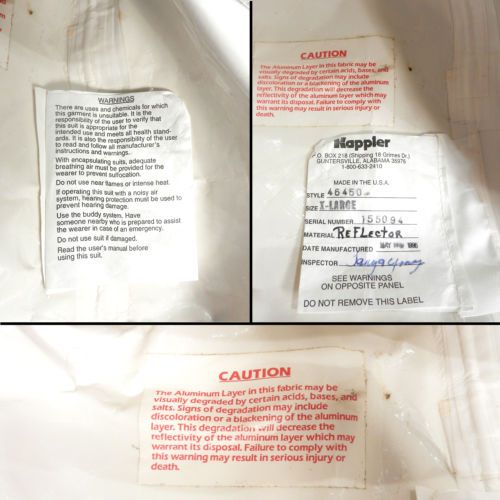 WARNINGS
There are uses and chemicals for which
this garment is unsuitable. It is the
responsibility of the user to verify that
this suit is appropriate for the
intended use and meets all health stand-
ards. It is also the responsibility of the user
to read and follow all manufacturer's
instructions and warnings.
With encapsulating suits, adequate
breathing air must be provided for the
wearer to prevent suffocation.
Do not use near flames or intense heat.
If operating this suit with a noisy air
system, hearing protection must be used to
prevent hearing damage.
Use the buddy system. Have
someone nearby who is prepared to assist
the wearer in case of an emergency.
Do not use suit if damaged.
Read the user's manual before
using this suit.
CAUTION
The Aluminum Layer in this fabric may be
visually degraded by certain acids, bases, and
salts. Signs of degradation may include
discoloration or a blackening of the aluminum
layer. This degradation will decrease the
reflectivity of the aluminum layer which may
warrant its disposal. Failure to comply with
this warning may result in serious injury or
death.
Kappler
P.O. BOX 218 (Shipping 16 Grimes Dr.)
GUNTERSVILLE, ALABAMA 35976
1-800-633-2410
MADE IN THE U.S.A.
STYLE 46450
SIZE X-LARGE
SERIAL NUMBER 155094
MATERIAL REFLector
DATE MANUFACTURED MAY 1996
INSPECTOR
SEE WARNINGS
ON OPPOSITE PANEL
DO NOT REMOVE THIS LABEL
CAUTION
The Aluminum Layer in this fabric may be
visually degraded by certain acids, bases, and
salts. Signs of degradation may include
discoloration or a blackening of the aluminum
layer. This degradation will decrease the
reflectivity of the aluminum layer which may
warrant its disposal. Failure to comply with
this warning may result in serious injury or
death.